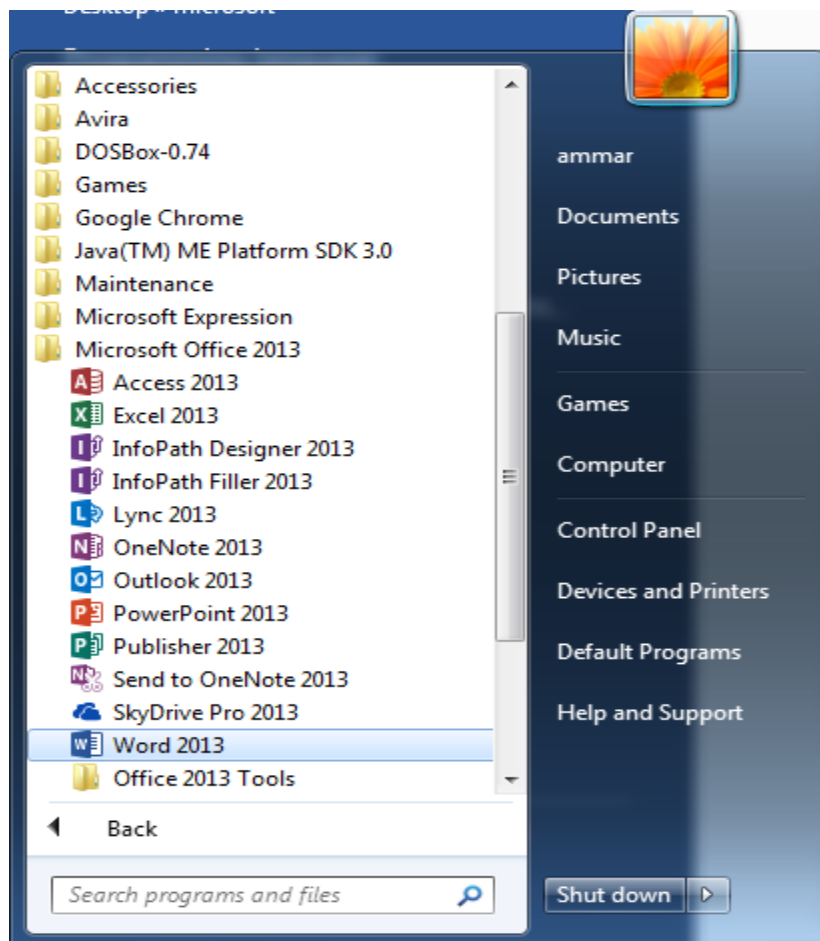 Desktop » microsoft
Accessories
Avira
DOSBox-0.74
Games
Google Chrome
Java(TM) ME Platform SDK 3.0
Maintenance
Microsoft Expression
Microsoft Office 2013
Access 2013
Excel 2013
InfoPath Designer 2013
InfoPath Filler 2013
Lync 2013
OneNote 2013
Outlook 2013
PowerPoint 2013
Publisher 2013
Send to OneNote 2013
SkyDrive Pro 2013
Word 2013
Office 2013 Tools
Back
Search programs and files
ammar
Documents
Pictures
Music
Games
Computer
Control Panel
Devices and Printers
Default Programs
Help and Support
Shut down